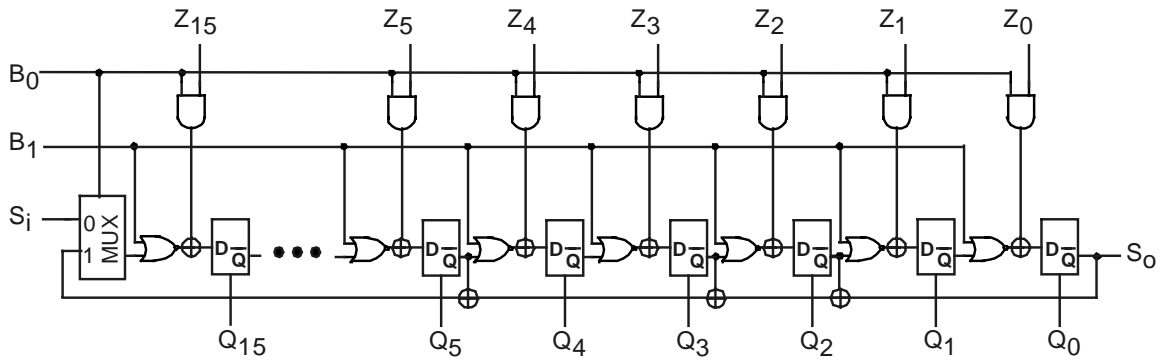 Z15 Z5 Z4 Z3 Z2 Z1 Z0
B0
B1
Si
0
1
MUX
D Q̅ D Q̅ D Q̅ D Q̅ D Q̅ D Q̅ D Q̅
So
Q15 Q5 Q4 Q3 Q2 Q1 Q0